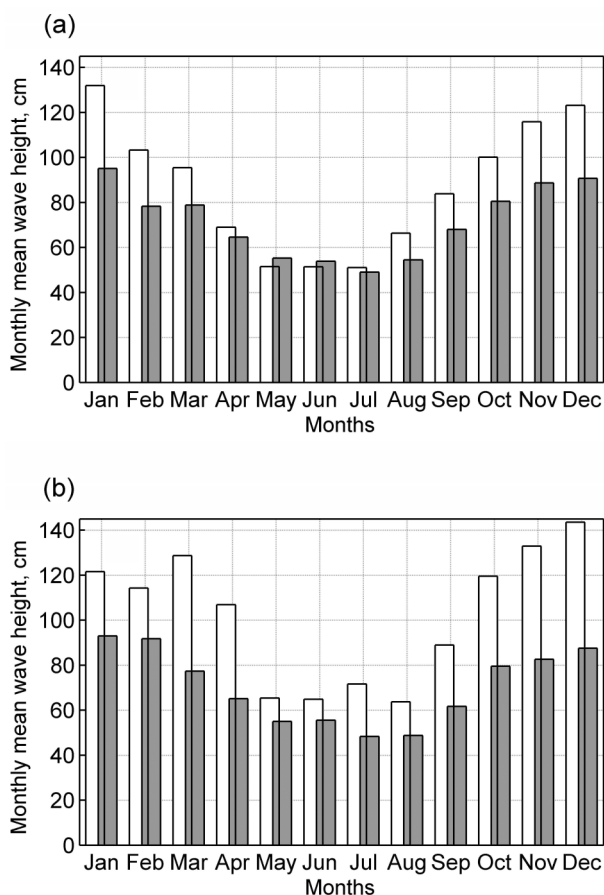 (a)
Monthly mean wave height, cm
140
120
100
80
60
40
20
0
Jan Feb Mar Apr May Jun Jul Aug Sep Oct Nov Dec
Months
(b)
Monthly mean wave height, cm
140
120
100
80
60
40
20
0
Jan Feb Mar Apr May Jun Jul Aug Sep Oct Nov Dec
Months